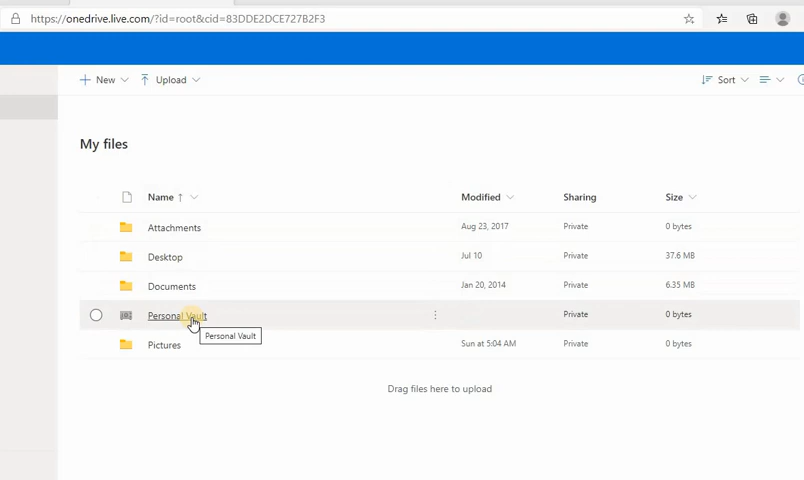 https://onedrive.live.com/?id=root&cid=83DDE2DCE727B2F3
New Upload Sort
My files
Name ↑ Modified Sharing Size
Attachments Aug 23, 2017 Private 0 bytes
Desktop Jul 10 Private 37.6 MB
Documents Jan 20, 2014 Private 6.35 MB
Personal Vault Private 0 bytes
Personal Vault
Pictures Sun at 5:04 AM Private 0 bytes
Drag files here to upload